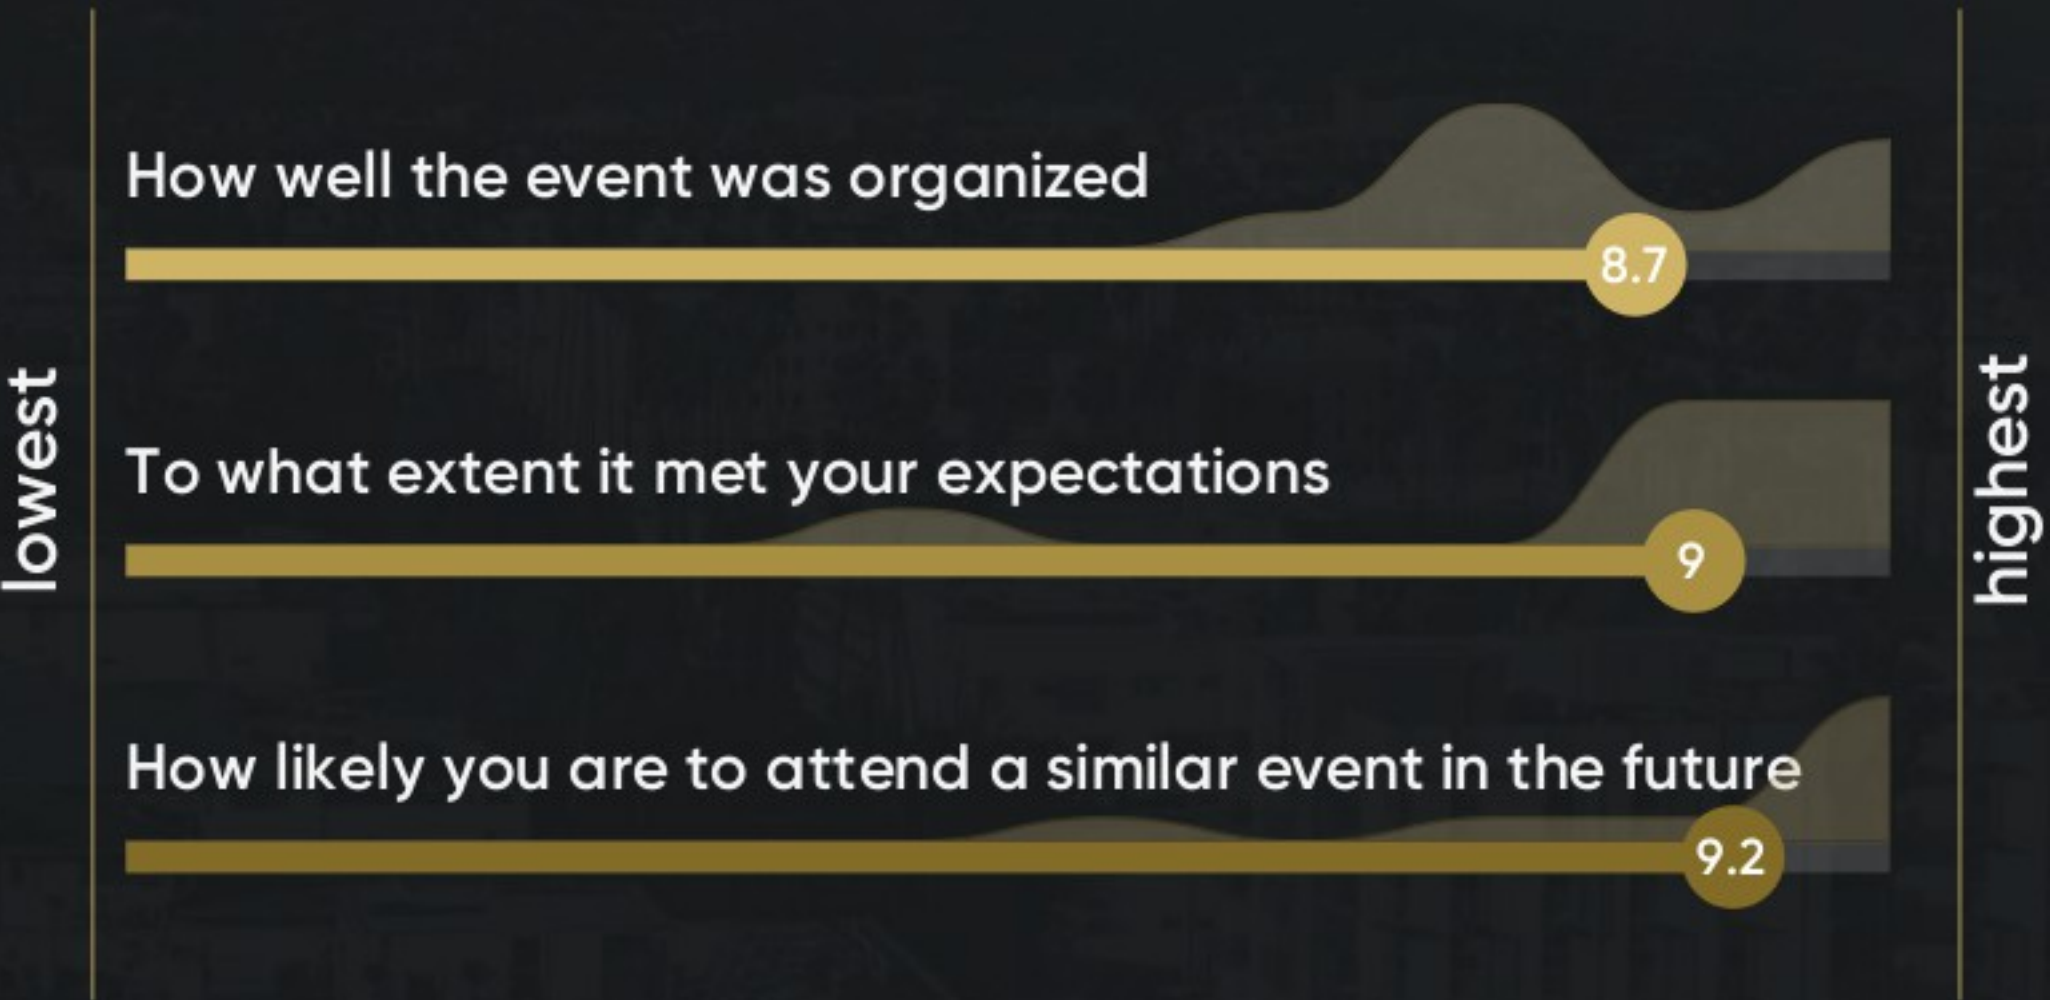 How well the event was organized
8.7
lowest
To what extent it met your expectations
9
highest
How likely you are to attend a similar event in the future
9.2